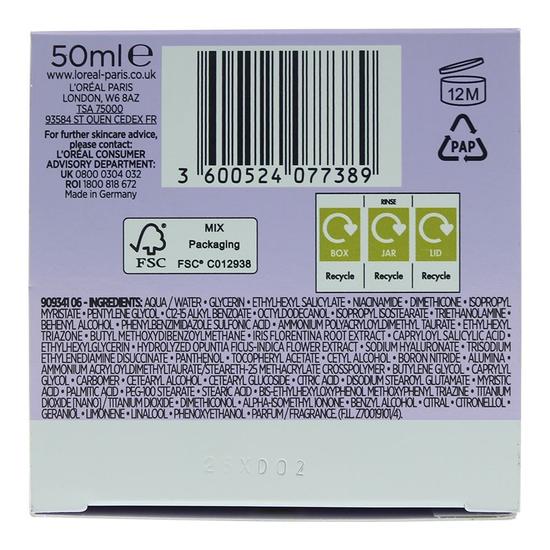 50ml e
www.loreal-paris.co.uk
L'ORÉAL PARIS
LONDON, W6 8AZ
TSA 75000
93584 ST OUEN CEDEX FR
For further skincare advice,
please contact:
L'ORÉAL CONSUMER
ADVISORY DEPARTMENT:
UK 0800 0304 032
ROI 1800 818 672
Made in Germany
3 600524 077389
12M
PAP
FSC
MIX
Packaging
FSC® C012938
RINSE
BOX JAR LID
Recycle Recycle Recycle
909341 06 - INGREDIENTS: AQUA / WATER • GLYCERIN • ETHYLHEXYL SALICYLATE • NIACINAMIDE • DIMETHICONE • ISOPROPYL
MYRISTATE • PENTYLENE GLYCOL • C12-15 ALKYL BENZOATE • OCTYLDODECANOL • ISOPROPYL ISOSTEARATE • TRIETHANOLAMINE •
BEHENYL ALCOHOL • PHENYLBENZIMIDAZOLE SULFONIC ACID • AMMONIUM POLYACRYLOYLDIMETHYL TAURATE • ETHYLHEXYL
TRIAZONE • BUTYL METHOXYDIBENZOYLMETHANE • IRIS FLORENTINA ROOT EXTRACT • CAPRYLOYL SALICYLIC ACID •
ETHYLHEXYLGLYCERIN • HYDROLYZED OPUNTIA FICUS-INDICA FLOWER EXTRACT • SODIUM HYALURONATE • TRISODIUM
ETHYLENEDIAMINE DISUCCINATE • PANTHENOL • TOCOPHERYL ACETATE • CETYL ALCOHOL • BORON NITRIDE • ALUMINA •
AMMONIUM ACRYLOYLDIMETHYLTAURATE/STEARETH-25 METHACRYLATE CROSSPOLYMER • BUTYLENE GLYCOL • CAPRYLYL
GLYCOL • CARBOMER • CETEARYL ALCOHOL • CETEARYL GLUCOSIDE • CITRIC ACID • DISODIUM STEAROYL GLUTAMATE • MYRISTIC
ACID • PALMITIC ACID • PEG-100 STEARATE • STEARIC ACID • BIS-ETHYLHEXYLOXYPHENOL METHOXYPHENYL TRIAZINE • TITANIUM
DIOXIDE [NANO] / TITANIUM DIOXIDE • DIMETHICONOL • ALPHA-ISOMETHYL IONONE • BENZYL ALCOHOL • CITRAL • CITRONELLOL •
GERANIOL • LIMONENE • LINALOOL • PHENOXYETHANOL • PARFUM / FRAGRANCE. (F.I.L. Z70019101/4).